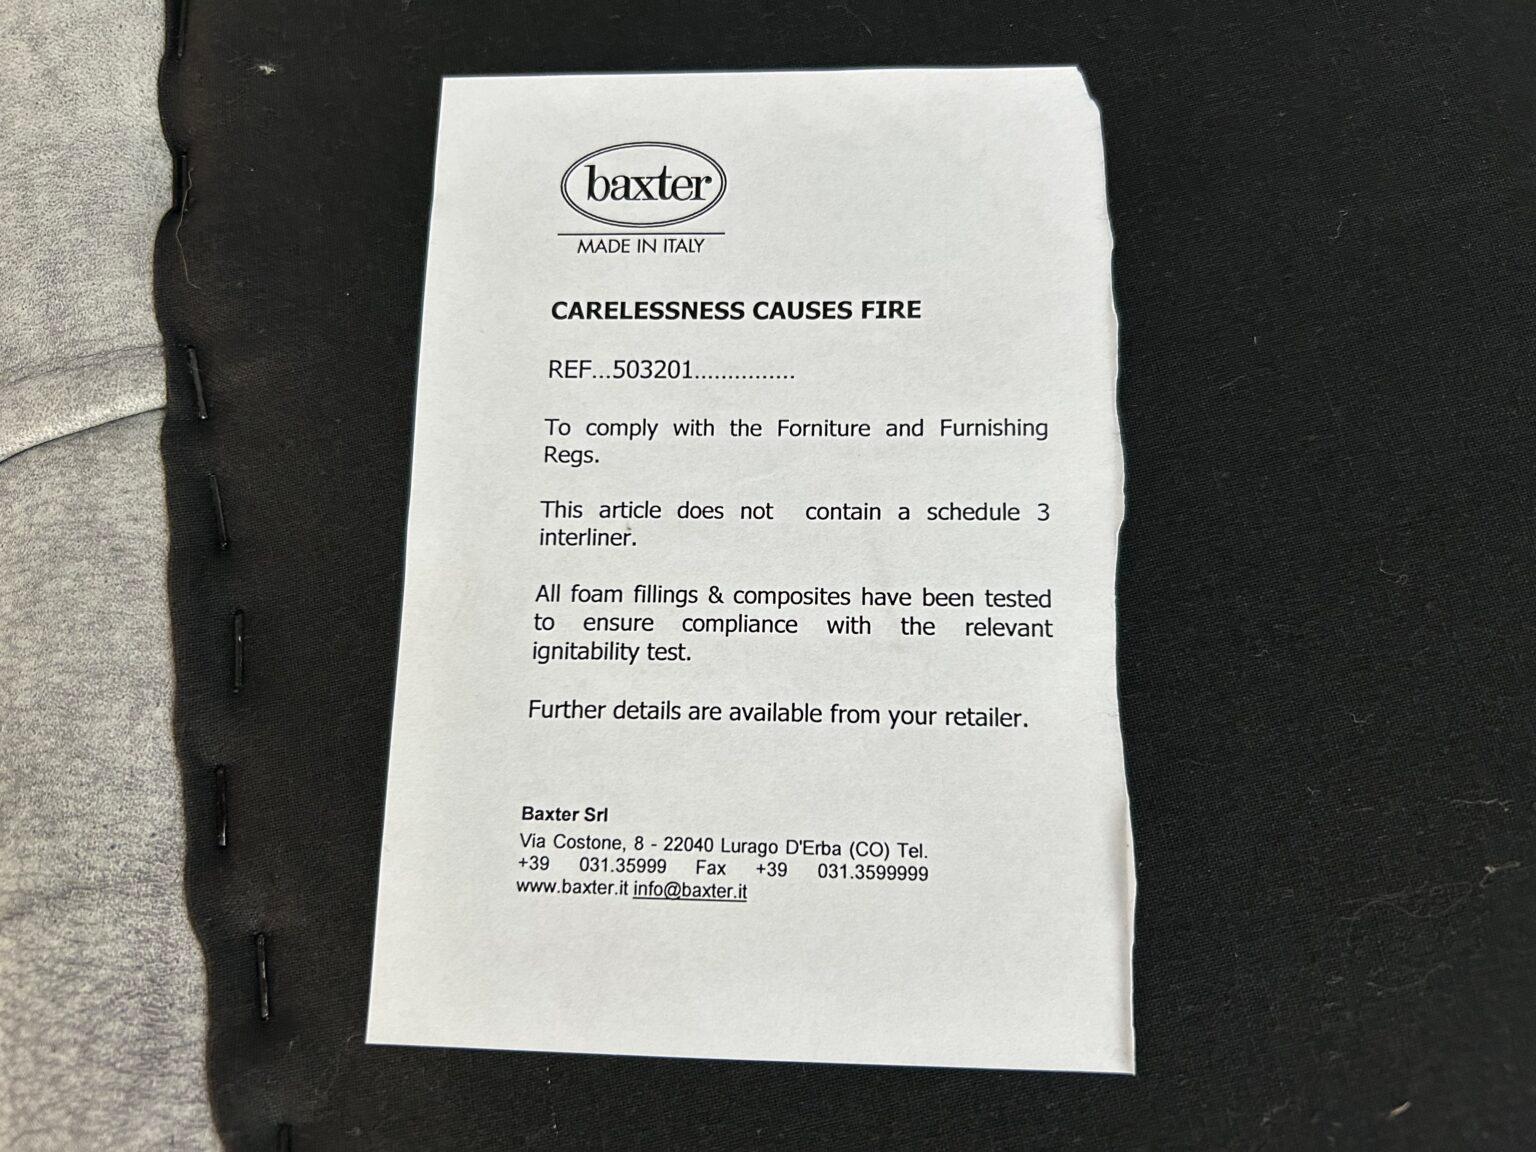 baxter
MADE IN ITALY
CARELESSNESS CAUSES FIRE
REF...503201...............
To comply with the Forniture and Furnishing
Regs.
This article does not contain a schedule 3
interliner.
All foam fillings & composites have been tested
to ensure compliance with the relevant
ignitability test.
Further details are available from your retailer.
Baxter Srl
Via Costone, 8 - 22040 Lurago D'Erba (CO) Tel.
+39 031.35999 Fax +39 031.3599999
www.baxter.it info@baxter.it